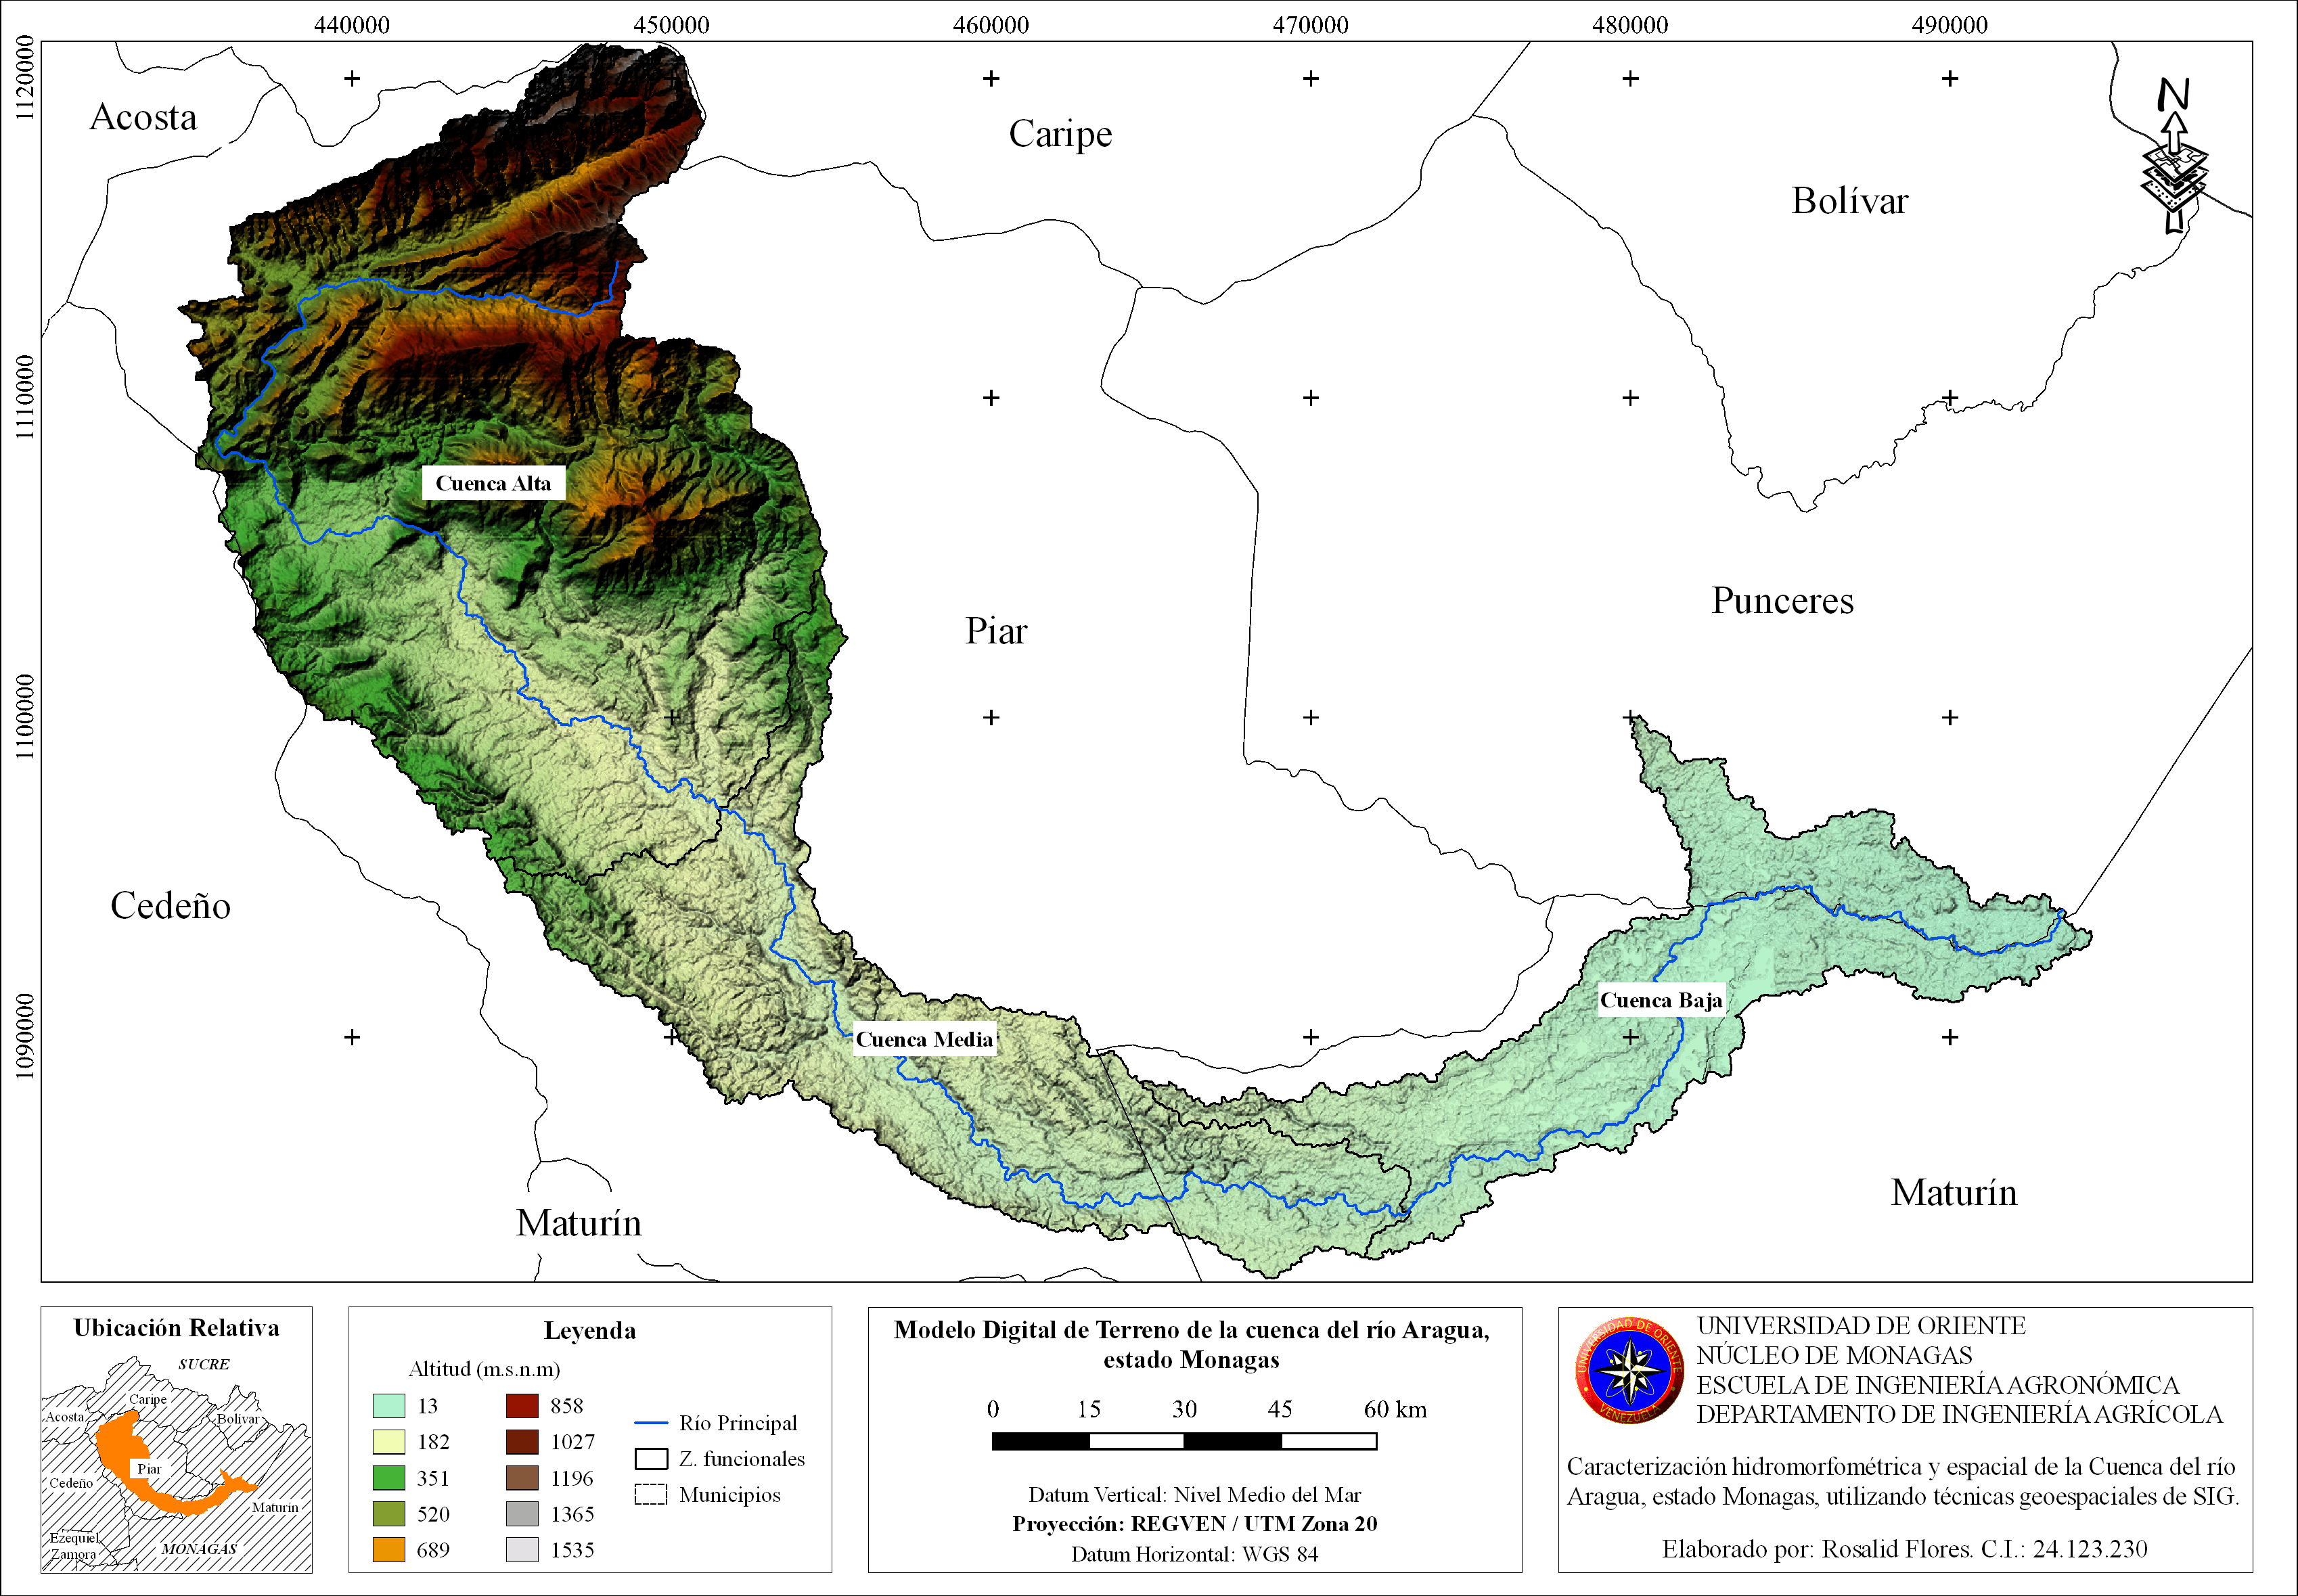 440000 450000 460000 470000 480000 490000
1120000
1110000
1100000
1090000
N
Acosta
Caripe
Bolívar
Cuenca Alta
Punceres
Piar
Cedeño
Cuenca Baja
Cuenca Media
Maturín
Maturín
Ubicación Relativa
SUCRE
Caripe
Acosta
Bolívar
Piar
Cedeño
Maturín
Ezequiel
Zamora
MONAGAS
Leyenda
Altitud (m.s.n.m)
13
182
351
520
689
858
1027
1196
1365
1535
Río Principal
Z. funcionales
Municipios
Modelo Digital de Terreno de la cuenca del río Aragua,
estado Monagas
0 15 30 45 60 km
Datum Vertical: Nivel Medio del Mar
Proyección: REGVEN / UTM Zona 20
Datum Horizontal: WGS 84
UNIVERSIDAD DE ORIENTE
VENEZUELA
UNIVERSIDAD DE ORIENTE
NÚCLEO DE MONAGAS
ESCUELA DE INGENIERÍA AGRONÓMICA
DEPARTAMENTO DE INGENIERÍA AGRÍCOLA
Caracterización hidromorfométrica y espacial de la Cuenca del río
Aragua, estado Monagas, utilizando técnicas geoespaciales de SIG.
Elaborado por: Rosalid Flores. C.I.: 24.123.230